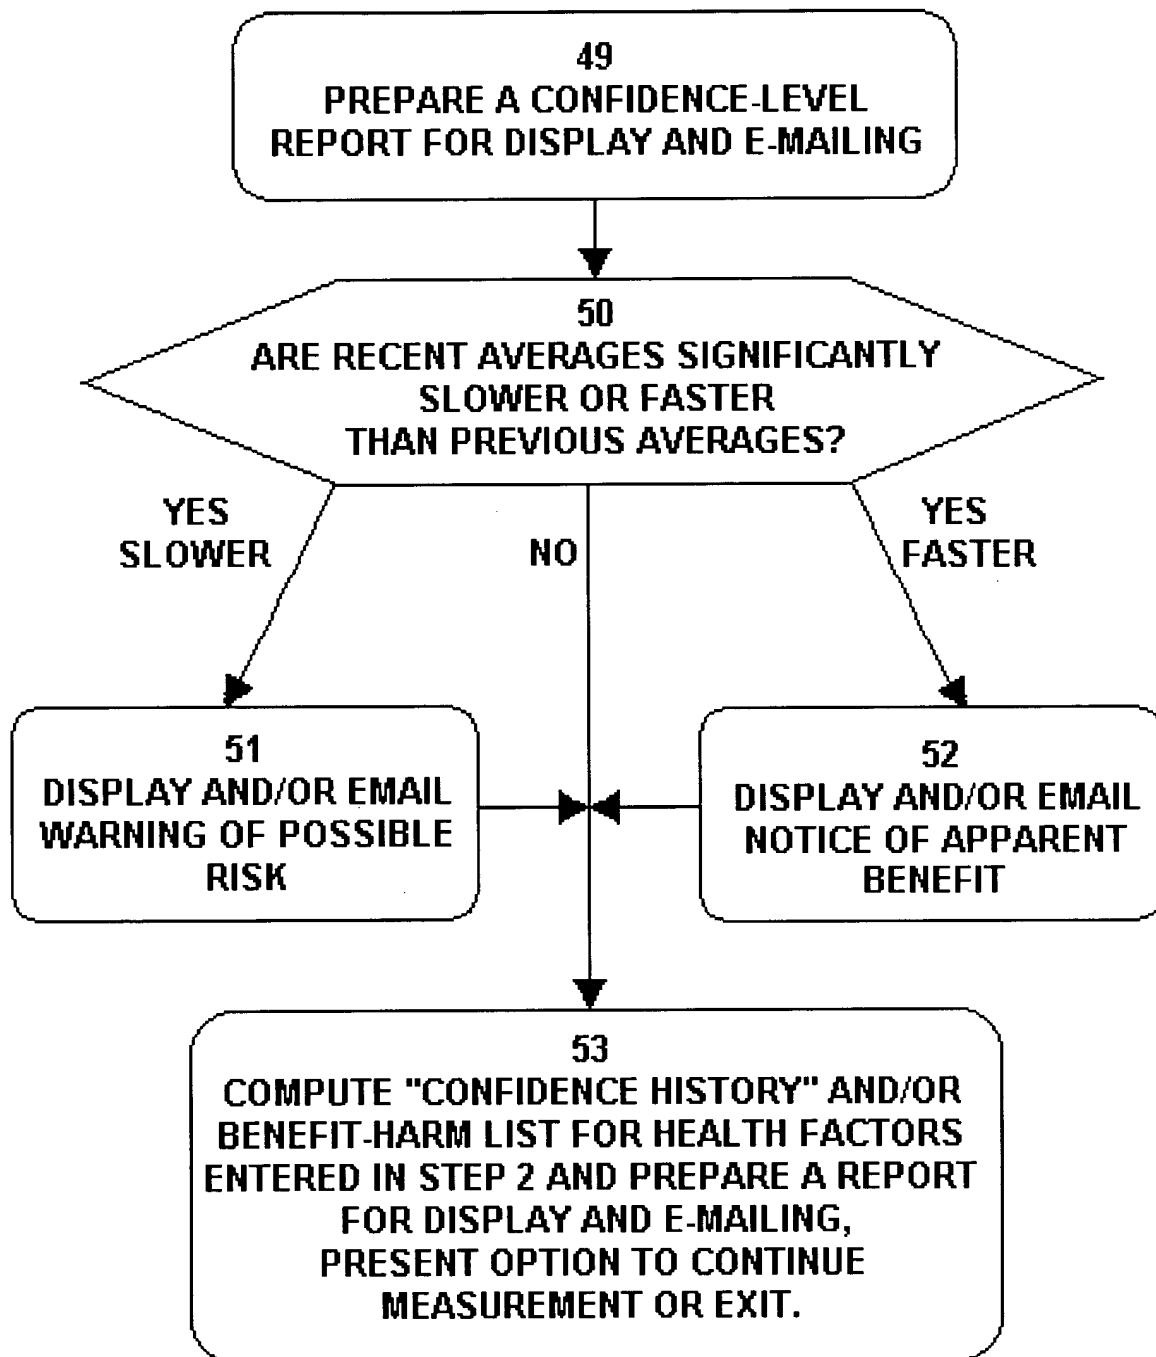 49
PREPARE A CONFIDENCE-LEVEL
REPORT FOR DISPLAY AND E-MAILING
50
ARE RECENT AVERAGES SIGNIFICANTLY
SLOWER OR FASTER
THAN PREVIOUS AVERAGES?
YES
SLOWER
NO
YES
FASTER
51
DISPLAY AND/OR EMAIL
WARNING OF POSSIBLE
RISK
52
DISPLAY AND/OR EMAIL
NOTICE OF APPARENT
BENEFIT
53
COMPUTE "CONFIDENCE HISTORY" AND/OR
BENEFIT-HARM LIST FOR HEALTH FACTORS
ENTERED IN STEP 2 AND PREPARE A REPORT
FOR DISPLAY AND E-MAILING,
PRESENT OPTION TO CONTINUE
MEASUREMENT OR EXIT.